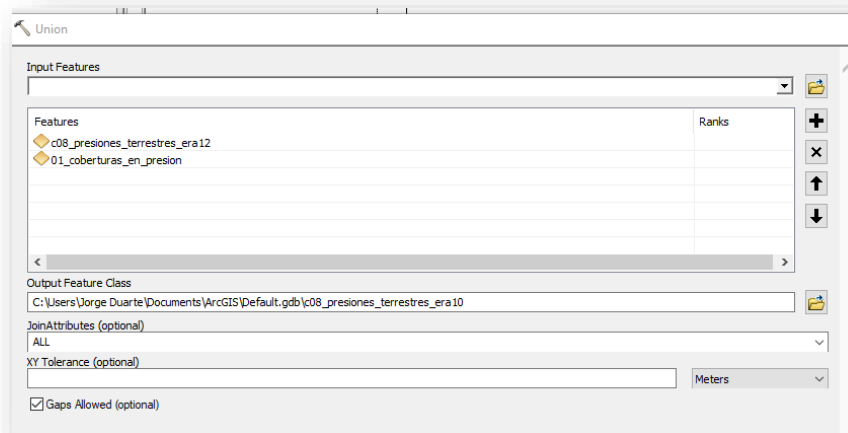 Union
Input Features
Features Ranks
c08_presiones_terrestres_era12
01_coberturas_en_presion
Output Feature Class
C:\Users\Jorge Duarte\Documents\ArcGIS\Default.gdb\c08_presiones_terrestres_era10
JoinAttributes (optional)
ALL
XY Tolerance (optional)
Meters
Gaps Allowed (optional)